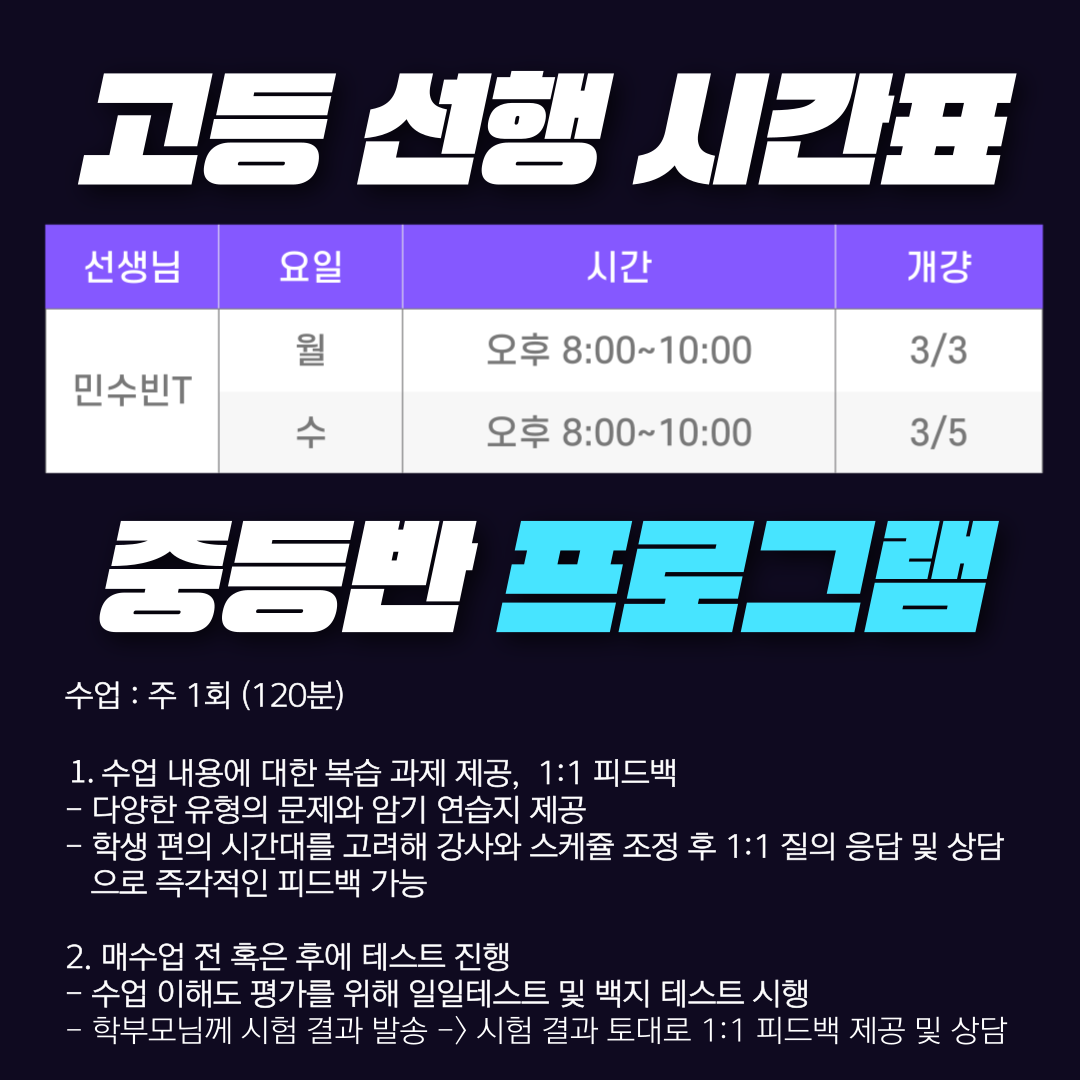 고등 선행 시간표
선생님 요일 시간 개강
민수빈T
월 오후 8:00~10:00 3/3
수 오후 8:00~10:00 3/5
중등반 프로그램
수업 : 주 1회 (120분)
1. 수업 내용에 대한 복습 과제 제공, 1:1 피드백
- 다양한 유형의 문제와 암기 연습지 제공
- 학생 편의 시간대를 고려해 강사와 스케쥴 조정 후 1:1 질의 응답 및 상담
으로 즉각적인 피드백 가능
2. 매수업 전 혹은 후에 테스트 진행
- 수업 이해도 평가를 위해 일일테스트 및 백지 테스트 시행
- 학부모님께 시험 결과 발송 -> 시험 결과 토대로 1:1 피드백 제공 및 상담